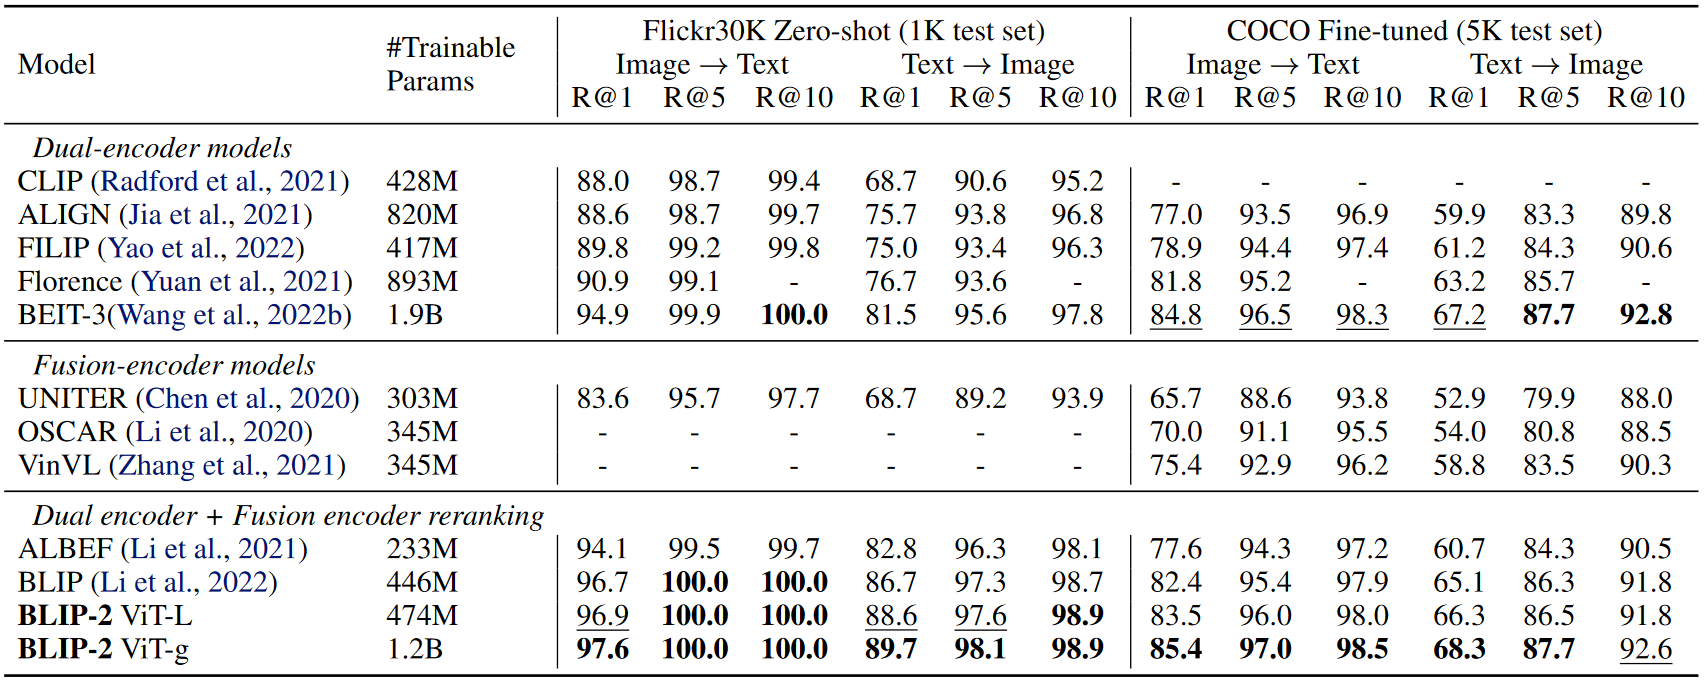 Model #Trainable Params Flickr30K Zero-shot (1K test set) COCO Fine-tuned (5K test set)
Image → Text Text → Image Image → Text Text → Image
R@1 R@5 R@10 R@1 R@5 R@10 R@1 R@5 R@10 R@1 R@5 R@10
Dual-encoder models
CLIP (Radford et al., 2021) 428M 88.0 98.7 99.4 68.7 90.6 95.2 - - - - - -
ALIGN (Jia et al., 2021) 820M 88.6 98.7 99.7 75.7 93.8 96.8 77.0 93.5 96.9 59.9 83.3 89.8
FILIP (Yao et al., 2022) 417M 89.8 99.2 99.8 75.0 93.4 96.3 78.9 94.4 97.4 61.2 84.3 90.6
Florence (Yuan et al., 2021) 893M 90.9 99.1 - 76.7 93.6 - 81.8 95.2 - 63.2 85.7 -
BEIT-3(Wang et al., 2022b) 1.9B 94.9 99.9 100.0 81.5 95.6 97.8 84.8 96.5 98.3 67.2 87.7 92.8
Fusion-encoder models
UNITER (Chen et al., 2020) 303M 83.6 95.7 97.7 68.7 89.2 93.9 65.7 88.6 93.8 52.9 79.9 88.0
OSCAR (Li et al., 2020) 345M - - - - - - 70.0 91.1 95.5 54.0 80.8 88.5
VinVL (Zhang et al., 2021) 345M - - - - - - 75.4 92.9 96.2 58.8 83.5 90.3
Dual encoder + Fusion encoder reranking
ALBEF (Li et al., 2021) 233M 94.1 99.5 99.7 82.8 96.3 98.1 77.6 94.3 97.2 60.7 84.3 90.5
BLIP (Li et al., 2022) 446M 96.7 100.0 100.0 86.7 97.3 98.7 82.4 95.4 97.9 65.1 86.3 91.8
BLIP-2 ViT-L 474M 96.9 100.0 100.0 88.6 97.6 98.9 83.5 96.0 98.0 66.3 86.5 91.8
BLIP-2 ViT-g 1.2B 97.6 100.0 100.0 89.7 98.1 98.9 85.4 97.0 98.5 68.3 87.7 92.6